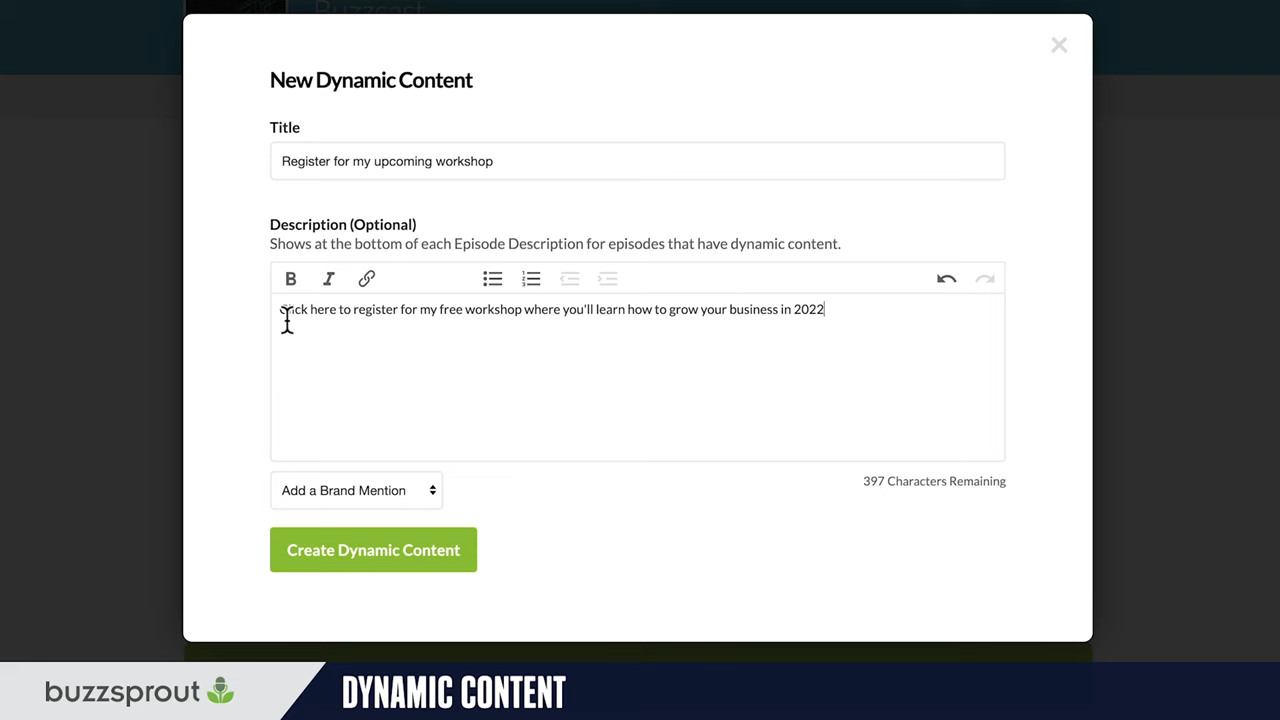 Buzzcast
New Dynamic Content
Title
Register for my upcoming workshop
Description (Optional)
Shows at the bottom of each Episode Description for episodes that have dynamic content.
B I
Click here to register for my free workshop where you'll learn how to grow your business in 2022
Add a Brand Mention
397 Characters Remaining
Create Dynamic Content
buzzsprout
DYNAMIC CONTENT